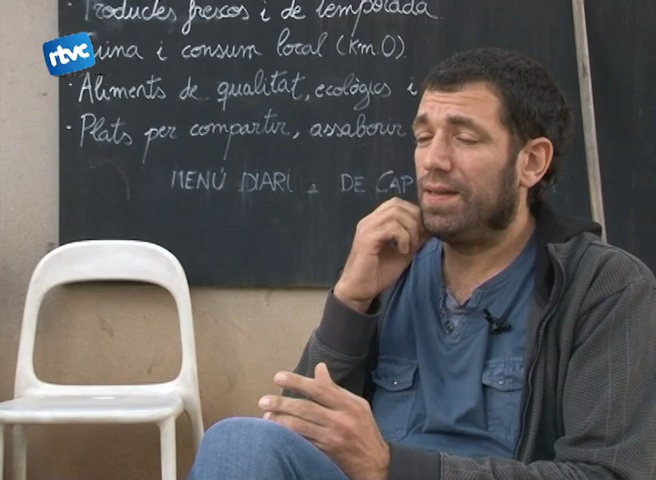 rtvc
· Productes frescos i de temporada.
Cuina i consum local (km O).
· Aliments de qualitat, ecològics i
· Plats per compartir, assaborir
MENÚ DIARI DE CAP